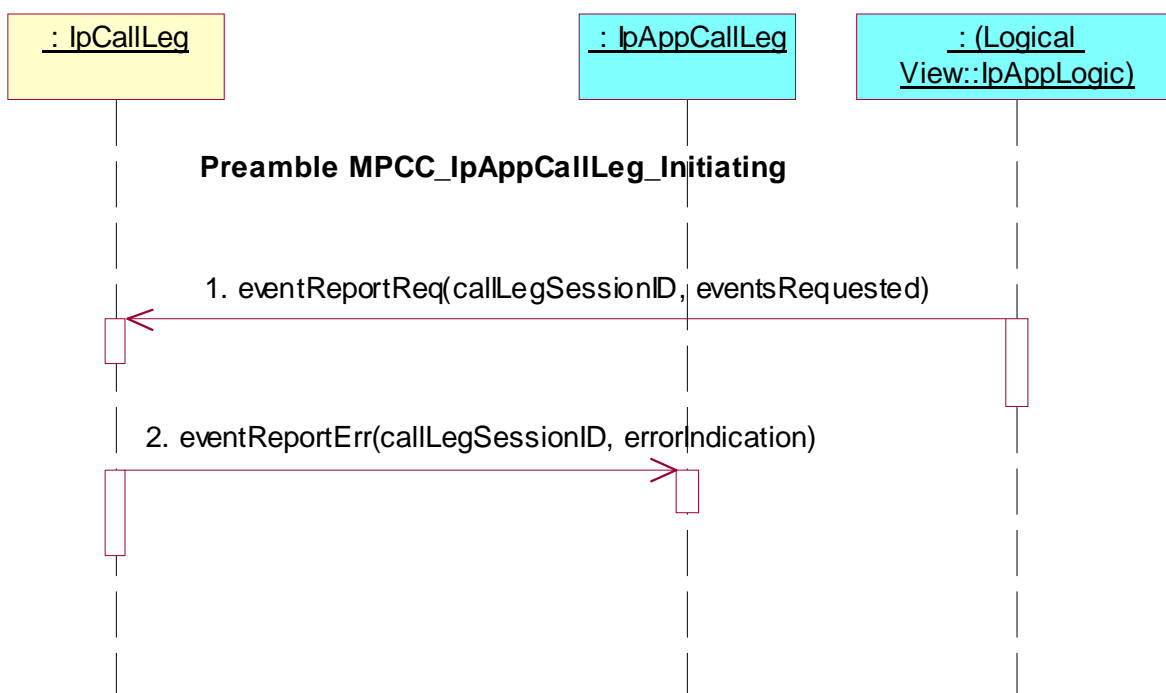 : IpCallLeg
: IpAppCallLeg
: (Logical
View::IpAppLogic)
Preamble MPCC_IpAppCallLeg_Initiating
1. eventReportReq(callLegSessionID, eventsRequested)
2. eventReportErr(callLegSessionID, errorIndication)